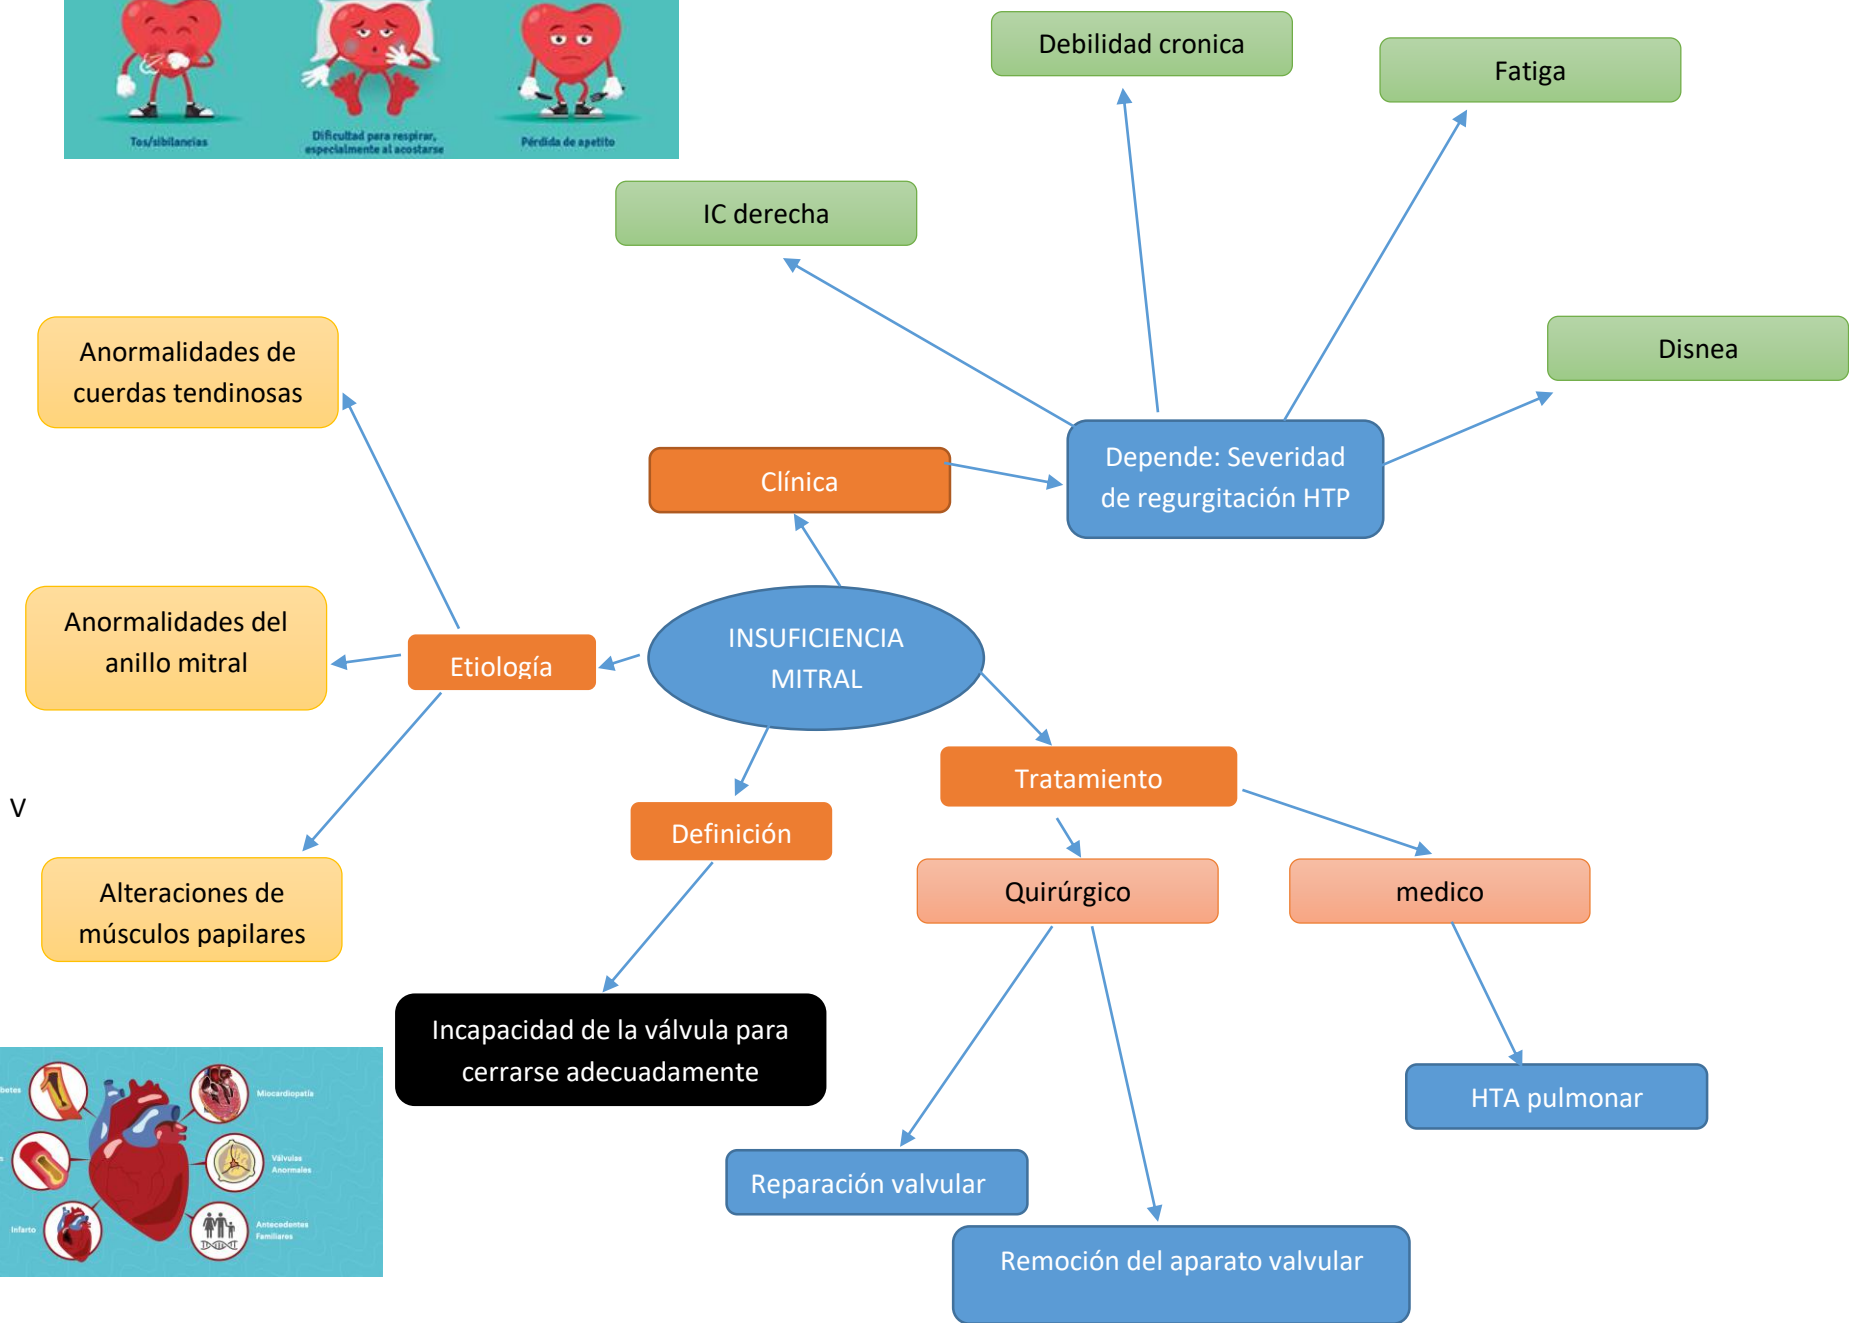 Tos/sibilancias
Dificultad para respirar,
especialmente al acostarse
Pérdida de apetito
Debilidad cronica
Fatiga
IC derecha
Disnea
Anormalidades de
cuerdas tendinosas
Clínica
Depende: Severidad
de regurgitación HTP
Anormalidades del
anillo mitral
Etiología
INSUFICIENCIA
MITRAL
Tratamiento
V
Definición
Alteraciones de
músculos papilares
Quirúrgico
medico
Incapacidad de la válvula para
cerrarse adecuadamente
HTA pulmonar
Reparación valvular
Remoción del aparato valvular
Miocardiopatía
Válvulas
Anormales
Infarto
Antecedentes
Familiares